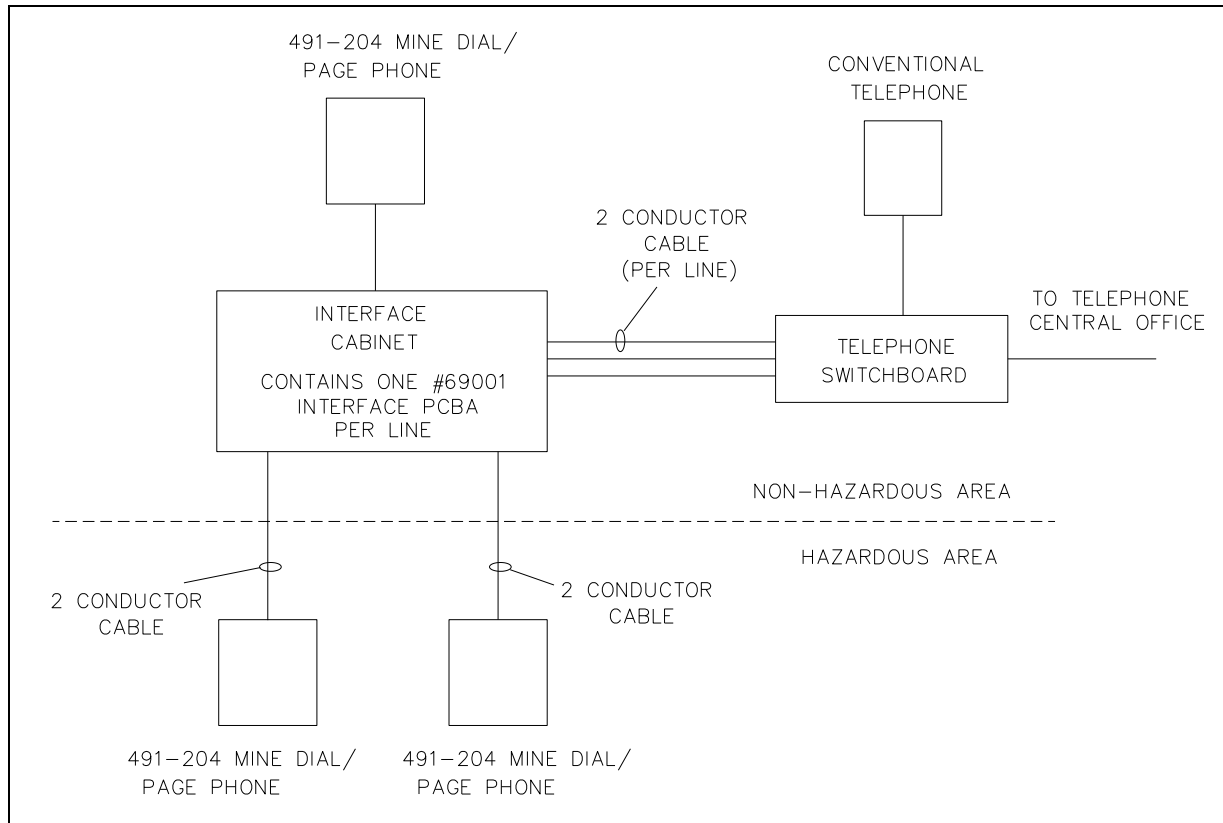 491-204 MINE DIAL/
PAGE PHONE
CONVENTIONAL
TELEPHONE
2 CONDUCTOR
CABLE
(PER LINE)
INTERFACE
CABINET
CONTAINS ONE #69001
INTERFACE PCBA
PER LINE
TELEPHONE
SWITCHBOARD
TO TELEPHONE
CENTRAL OFFICE
NON-HAZARDOUS AREA
HAZARDOUS AREA
2 CONDUCTOR
CABLE
2 CONDUCTOR
CABLE
491-204 MINE DIAL/
PAGE PHONE
491-204 MINE DIAL/
PAGE PHONE